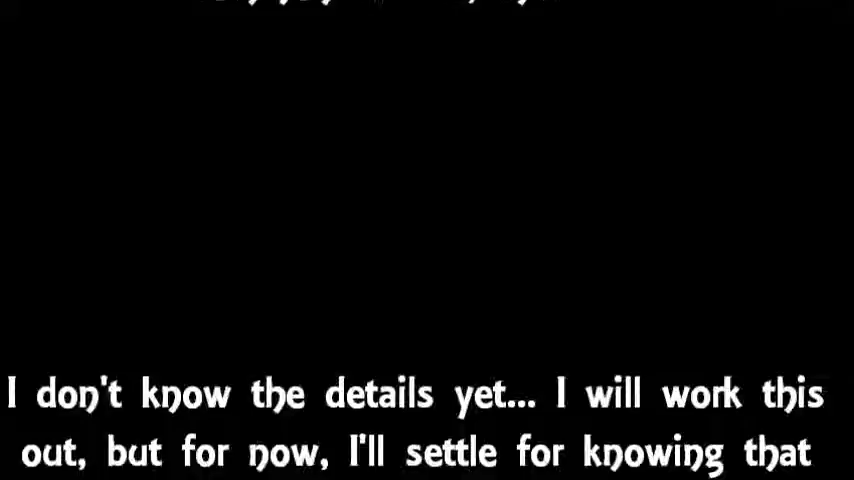 I don't know the details yet... I will work this
out, but for now, I'll settle for knowing that